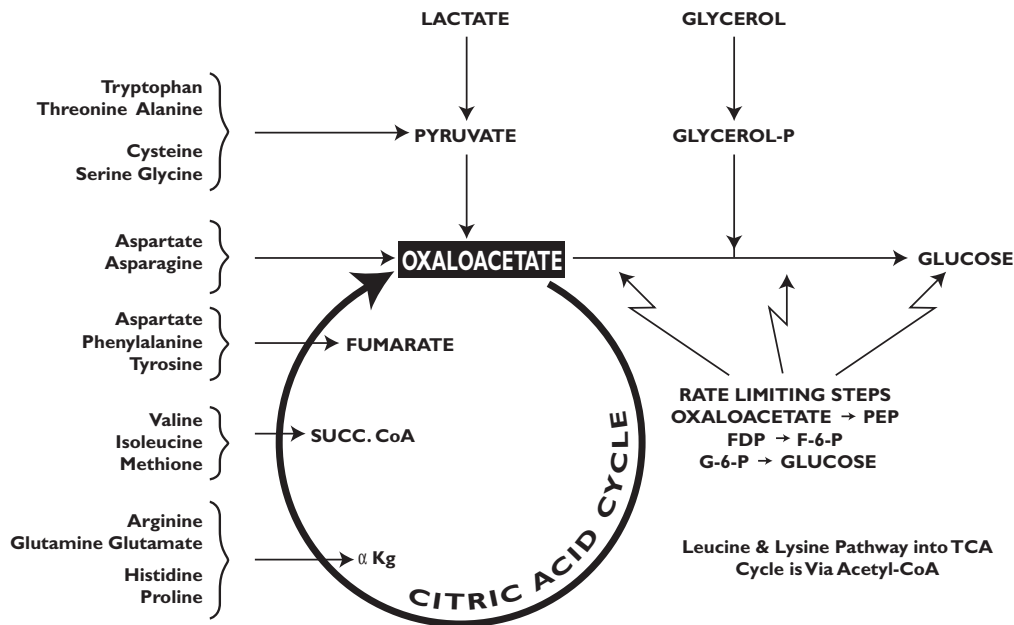 LACTATE
GLYCEROL
Tryptophan
Threonine Alanine
Cysteine
Serine Glycine
PYRUVATE
GLYCEROL-P
Aspartate
Asparagine
OXALOACETATE
GLUCOSE
Aspartate
Phenylalanine
Tyrosine
FUMARATE
Valine
Isoleucine
Methione
SUCC. CoA
Arginine
Glutamine Glutamate
Histidine
Proline
α Kg
CITRIC ACID CYCLE
RATE LIMITING STEPS
OXALOACETATE → PEP
FDP → F-6-P
G-6-P → GLUCOSE
Leucine & Lysine Pathway into TCA
Cycle is Via Acetyl-CoA